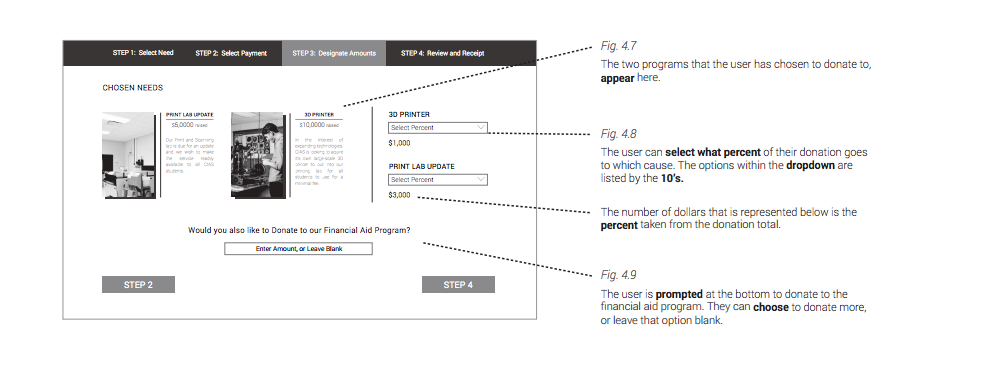 STEP 1: Select Need
STEP 2: Select Payment
STEP 3: Designate Amounts
STEP 4: Review and Receipt
CHOSEN NEEDS
PRINT LAB UPDATE
$6,0000 raised
Our Print and Scanning
lab is due for an update
and we wish to make
the service readily
available to all CIAS
students.
3D PRINTER
$10,0000 raised
In the interest of
expanding technologies,
CIAS is looking to acquire
its own large-scale 3D
printer to
printing lab for all
students to use for a
minimal fee.
3D PRINTER
Select Percent
$1,000
PRINT LAB UPDATE
Select Percent
$3,000
Would you also like to Donate to our Financial Aid Program?
Enter Amount, or Leave Blank
STEP 2
STEP 4
Fig. 4.7
The two programs that the user has chosen to donate to,
appear here.
Fig. 4.8
The user can select what percent of their donation goes
to which cause. The options within the dropdown are
listed by the 10's.
The number of dollars that is represented below is the
percent taken from the donation total.
Fig. 4.9
The user is prompted at the bottom to donate to the
financial aid program. They can choose to donate more,
or leave that option blank.